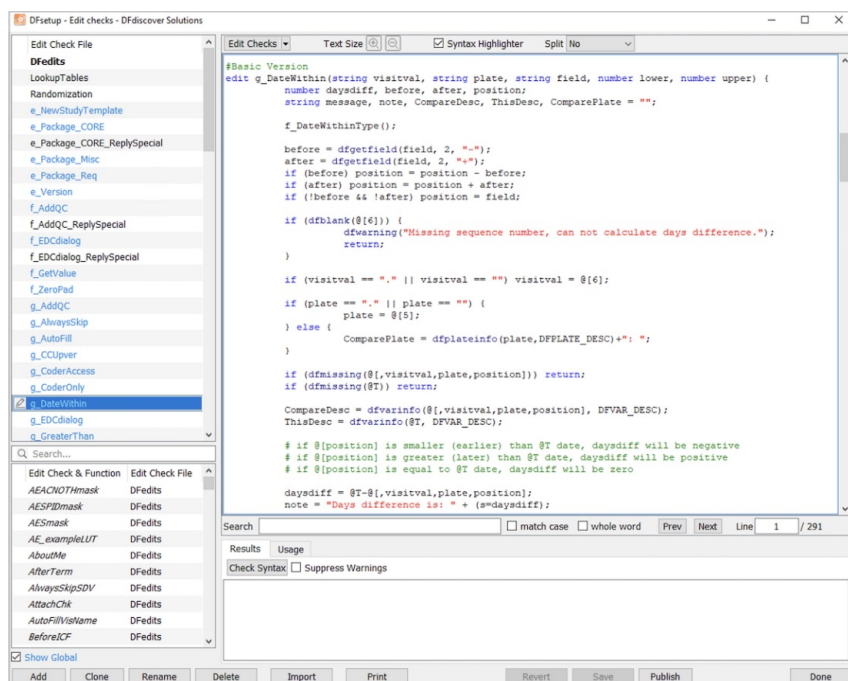 DFsetup - Edit checks - DFdiscover Solutions
Edit Check File
DFedits
LookupTables
Randomization
e_NewStudyTemplate
e_Package_CORE
e_Package_CORE_ReplySpecial
e_Package_Misc
e_Package_Req
e_Version
f_AddQC
f_AddQC_ReplySpecial
f_EDCdialog
f_EDCdialog_ReplySpecial
f_GetValue
f_ZeroPad
g_AddQC
g_AlwaysSkip
g_AutoFill
g_CCUpver
g_CoderAccess
g_CoderOnly
g_DateWithin
g_EDCdialog
g_GreaterThan
Search...
Edit Check & Function Edit Check File
AEACNOTHmask DFedits
AESPIDmask DFedits
AESmask DFedits
AE_exampleLUT DFedits
AboutMe DFedits
AfterTerm DFedits
AlwaysSkipSDV DFedits
AttachChk DFedits
AutoFillVisName DFedits
BeforeICF DFedits
Show Global
Edit Checks Text Size Syntax Highlighter Split No
#Basic Version
edit g_DateWithin(string visitval, string plate, string field, number lower, number upper) {
number daysdiff, before, after, position;
string message, note, CompareDesc, ThisDesc, ComparePlate = "";
f_DateWithinType();
before = dfgetfield(field, 2, "-");
after = dfgetfield(field, 2, "+");
if (before) position = position - before;
if (after) position = position + after;
if (!before && !after) position = field;
if (dfblank(@[6])) {
dfwarning("Missing sequence number, can not calculate days difference.");
return;
}
if (visitval == "." || visitval == "") visitval = @[6];
if (plate == "." || plate == "") {
plate = @[5];
} else {
ComparePlate = dfplateinfo(plate,DFPLATE_DESC)+": ";
}
if (dfmissing(@[,visitval,plate,position])) return;
if (dfmissing(@T)) return;
CompareDesc = dfvarinfo(@[,visitval,plate,position], DFVAR_DESC);
ThisDesc = dfvarinfo(@T, DFVAR_DESC);
# if @[position] is smaller (earlier) than @T date, daysdiff will be negative
# if @[position] is greater (later) than @T date, daysdiff will be positive
# if @[position] is equal to @T date, daysdiff will be zero
daysdiff = @T-@[,visitval,plate,position];
note = "Days difference is: " + (s=daysdiff);
Search match case whole word Prev Next Line 1 / 291
Results Usage
Check Syntax Suppress Warnings
Add Clone Rename Delete Import Print Revert Save Publish Done